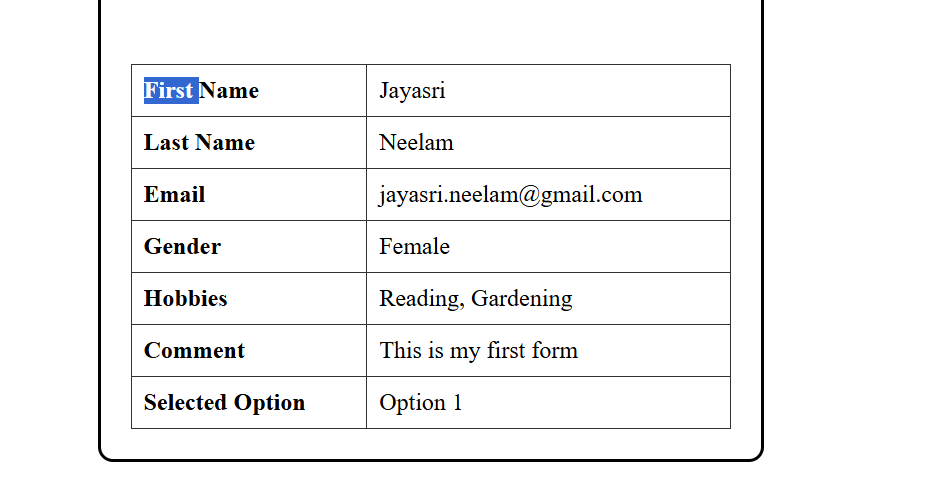 First Name Jayasri
Last Name Neelam
Email jayasri.neelam@gmail.com
Gender Female
Hobbies Reading, Gardening
Comment This is my first form
Selected Option Option 1